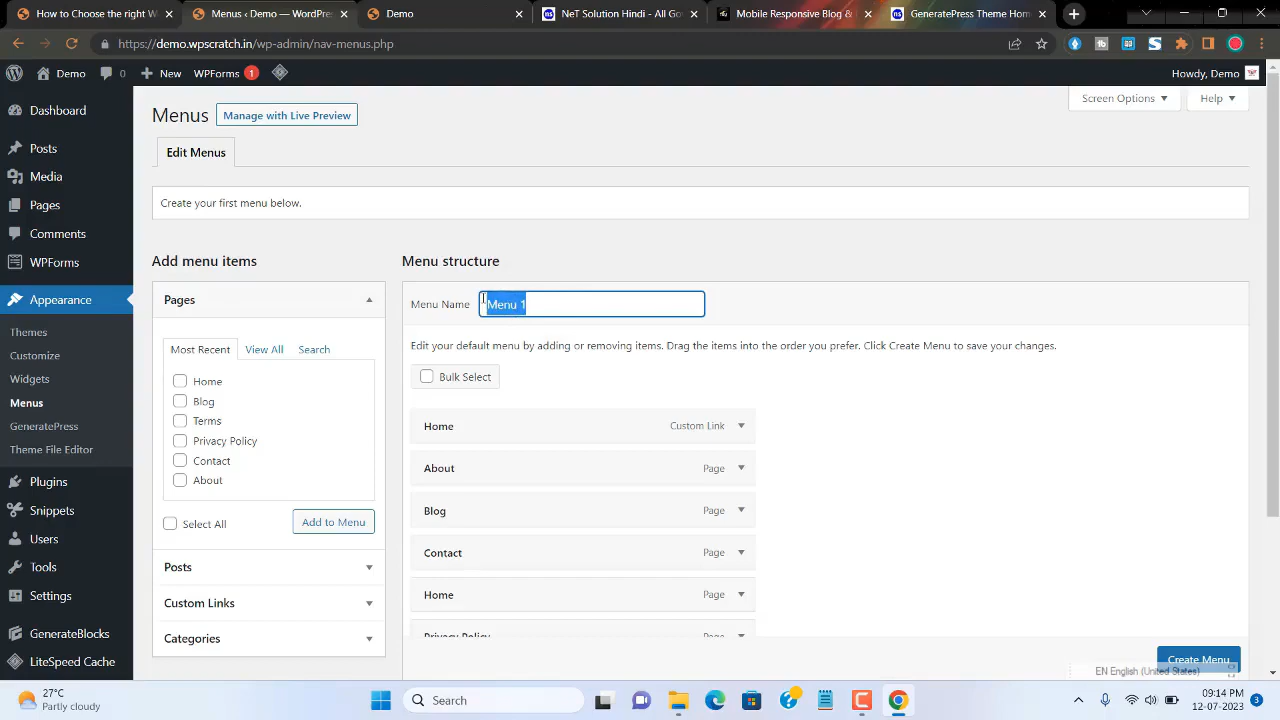 How to Choose the right W
Menus ‹ Demo — WordPres
Demo
NeT Solution Hindi - All Gov
Mobile Responsive Blog &
GeneratePress Theme Home
https://demo.wpscratch.in/wp-admin/nav-menus.php
Demo
0
New
WPForms
1
Howdy, Demo
Dashboard
Posts
Media
Pages
Comments
WPForms
Appearance
Themes
Customize
Widgets
Menus
GeneratePress
Theme File Editor
Plugins
Snippets
Users
Tools
Settings
GenerateBlocks
LiteSpeed Cache
Menus
Manage with Live Preview
Screen Options
Help
Edit Menus
Create your first menu below.
Add menu items
Pages
Most Recent
View All
Search
Home
Blog
Terms
Privacy Policy
Contact
About
Select All
Add to Menu
Posts
Custom Links
Categories
Menu structure
Menu Name
Menu 1
Edit your default menu by adding or removing items. Drag the items into the order you prefer. Click Create Menu to save your changes.
Bulk Select
Home Custom Link
About Page
Blog Page
Contact Page
Home Page
Privacy Policy
Create Menu
EN English (United States)
27°C
Partly cloudy
Search
09:14 PM
12-07-2023
3